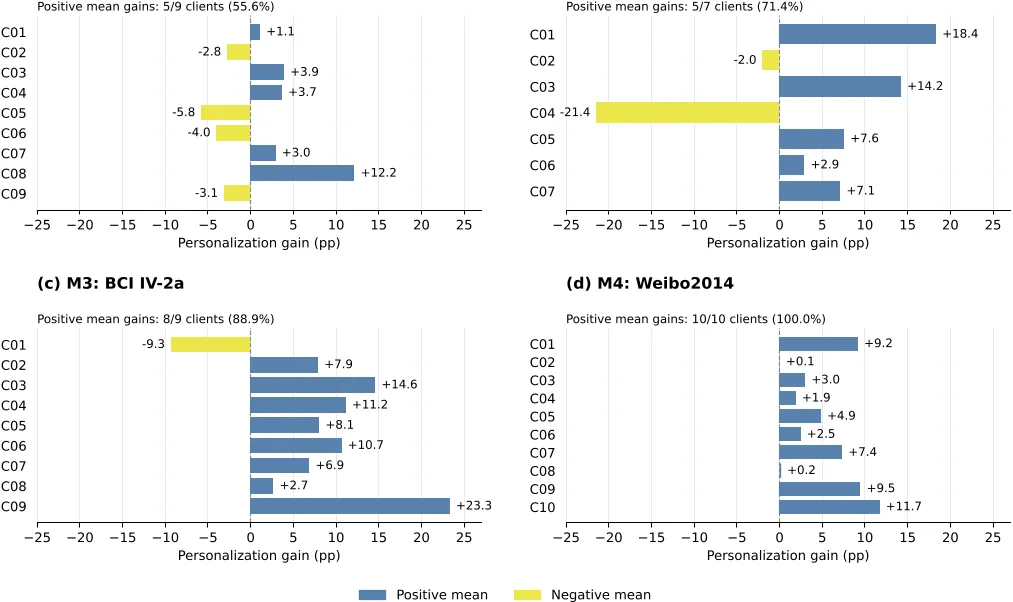 Positive mean gains: 5/9 clients (55.6%)
C01 +1.1
C02 -2.8
C03 +3.9
C04 +3.7
C05 -5.8
C06 -4.0
C07 +3.0
C08 +12.2
C09 -3.1
−25 −20 −15 −10 −5 0 5 10 15 20 25
Personalization gain (pp)
Positive mean gains: 5/7 clients (71.4%)
C01 +18.4
C02 -2.0
C03 +14.2
C04 -21.4
C05 +7.6
C06 +2.9
C07 +7.1
−25 −20 −15 −10 −5 0 5 10 15 20 25
Personalization gain (pp)
(c) M3: BCI IV-2a
Positive mean gains: 8/9 clients (88.9%)
C01 -9.3
C02 +7.9
C03 +14.6
C04 +11.2
C05 +8.1
C06 +10.7
C07 +6.9
C08 +2.7
C09 +23.3
−25 −20 −15 −10 −5 0 5 10 15 20 25
Personalization gain (pp)
(d) M4: Weibo2014
Positive mean gains: 10/10 clients (100.0%)
C01 +9.2
C02 +0.1
C03 +3.0
C04 +1.9
C05 +4.9
C06 +2.5
C07 +7.4
C08 +0.2
C09 +9.5
C10 +11.7
−25 −20 −15 −10 −5 0 5 10 15 20 25
Personalization gain (pp)
Positive mean Negative mean